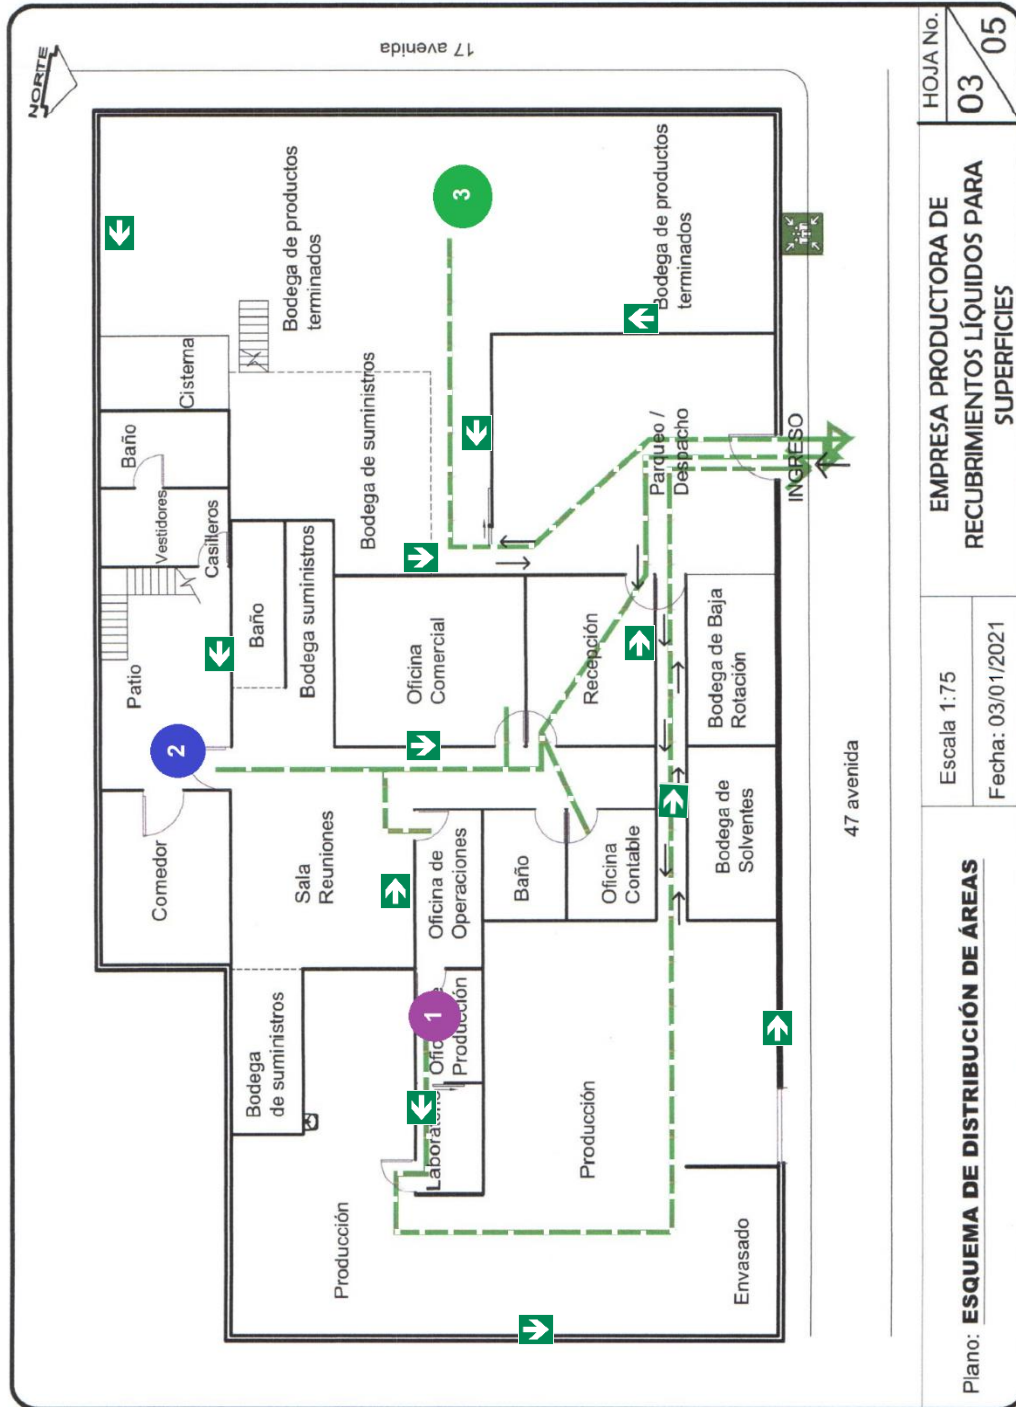 NORTE
17 avenida
Comedor
Patio
Vestidores
Baño
Casilleros
Cisterna
Bodega de productos
terminados
3
2
Baño
Bodega suministros
Bodega de suministros
Bodega
de suministros
Sala
Reuniones
Oficina
Comercial
Producción
1
Laboratorio
Producción
Oficina de
Operaciones
Baño
Oficina
Contable
Recepción
Parqueo /
Despacho
Bodega de productos
terminados
Producción
Envasado
Bodega de
Solventes
Bodega de Baja
Rotación
INGRESO
47 avenida
Plano: ESQUEMA DE DISTRIBUCIÓN DE ÁREAS
Escala 1:75
Fecha: 03/01/2021
EMPRESA PRODUCTORA DE
RECUBRIMIENTOS LÍQUIDOS PARA
SUPERFICIES
HOJA No.
03
05